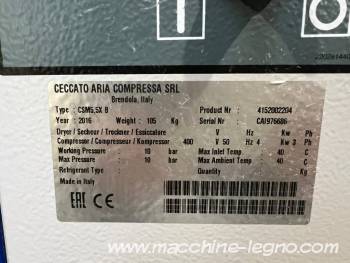 CECCATO ARIA COMPRESSA SRL
Brendola, Italy
Type : CSM5,5X B Product Nr : 4152002204
Year : 2016 Weight : 105 Kg Serial Nr : CAI976686
Dryer / Secheur / Trockner / Essiccatore V Hz Kw Ph
Compressor / Compresseur / Kompressor 400 V 50 Hz 4 Kw 3 Ph
Working Pressure : 10 bar Max Inlet Temp : 40 C
Max Pressure : 10 bar Max Ambient Temp : 40 C
Refrigerant Type : Quantity Kg
Made in Italy
EAC CE
www.macchine-legno.com